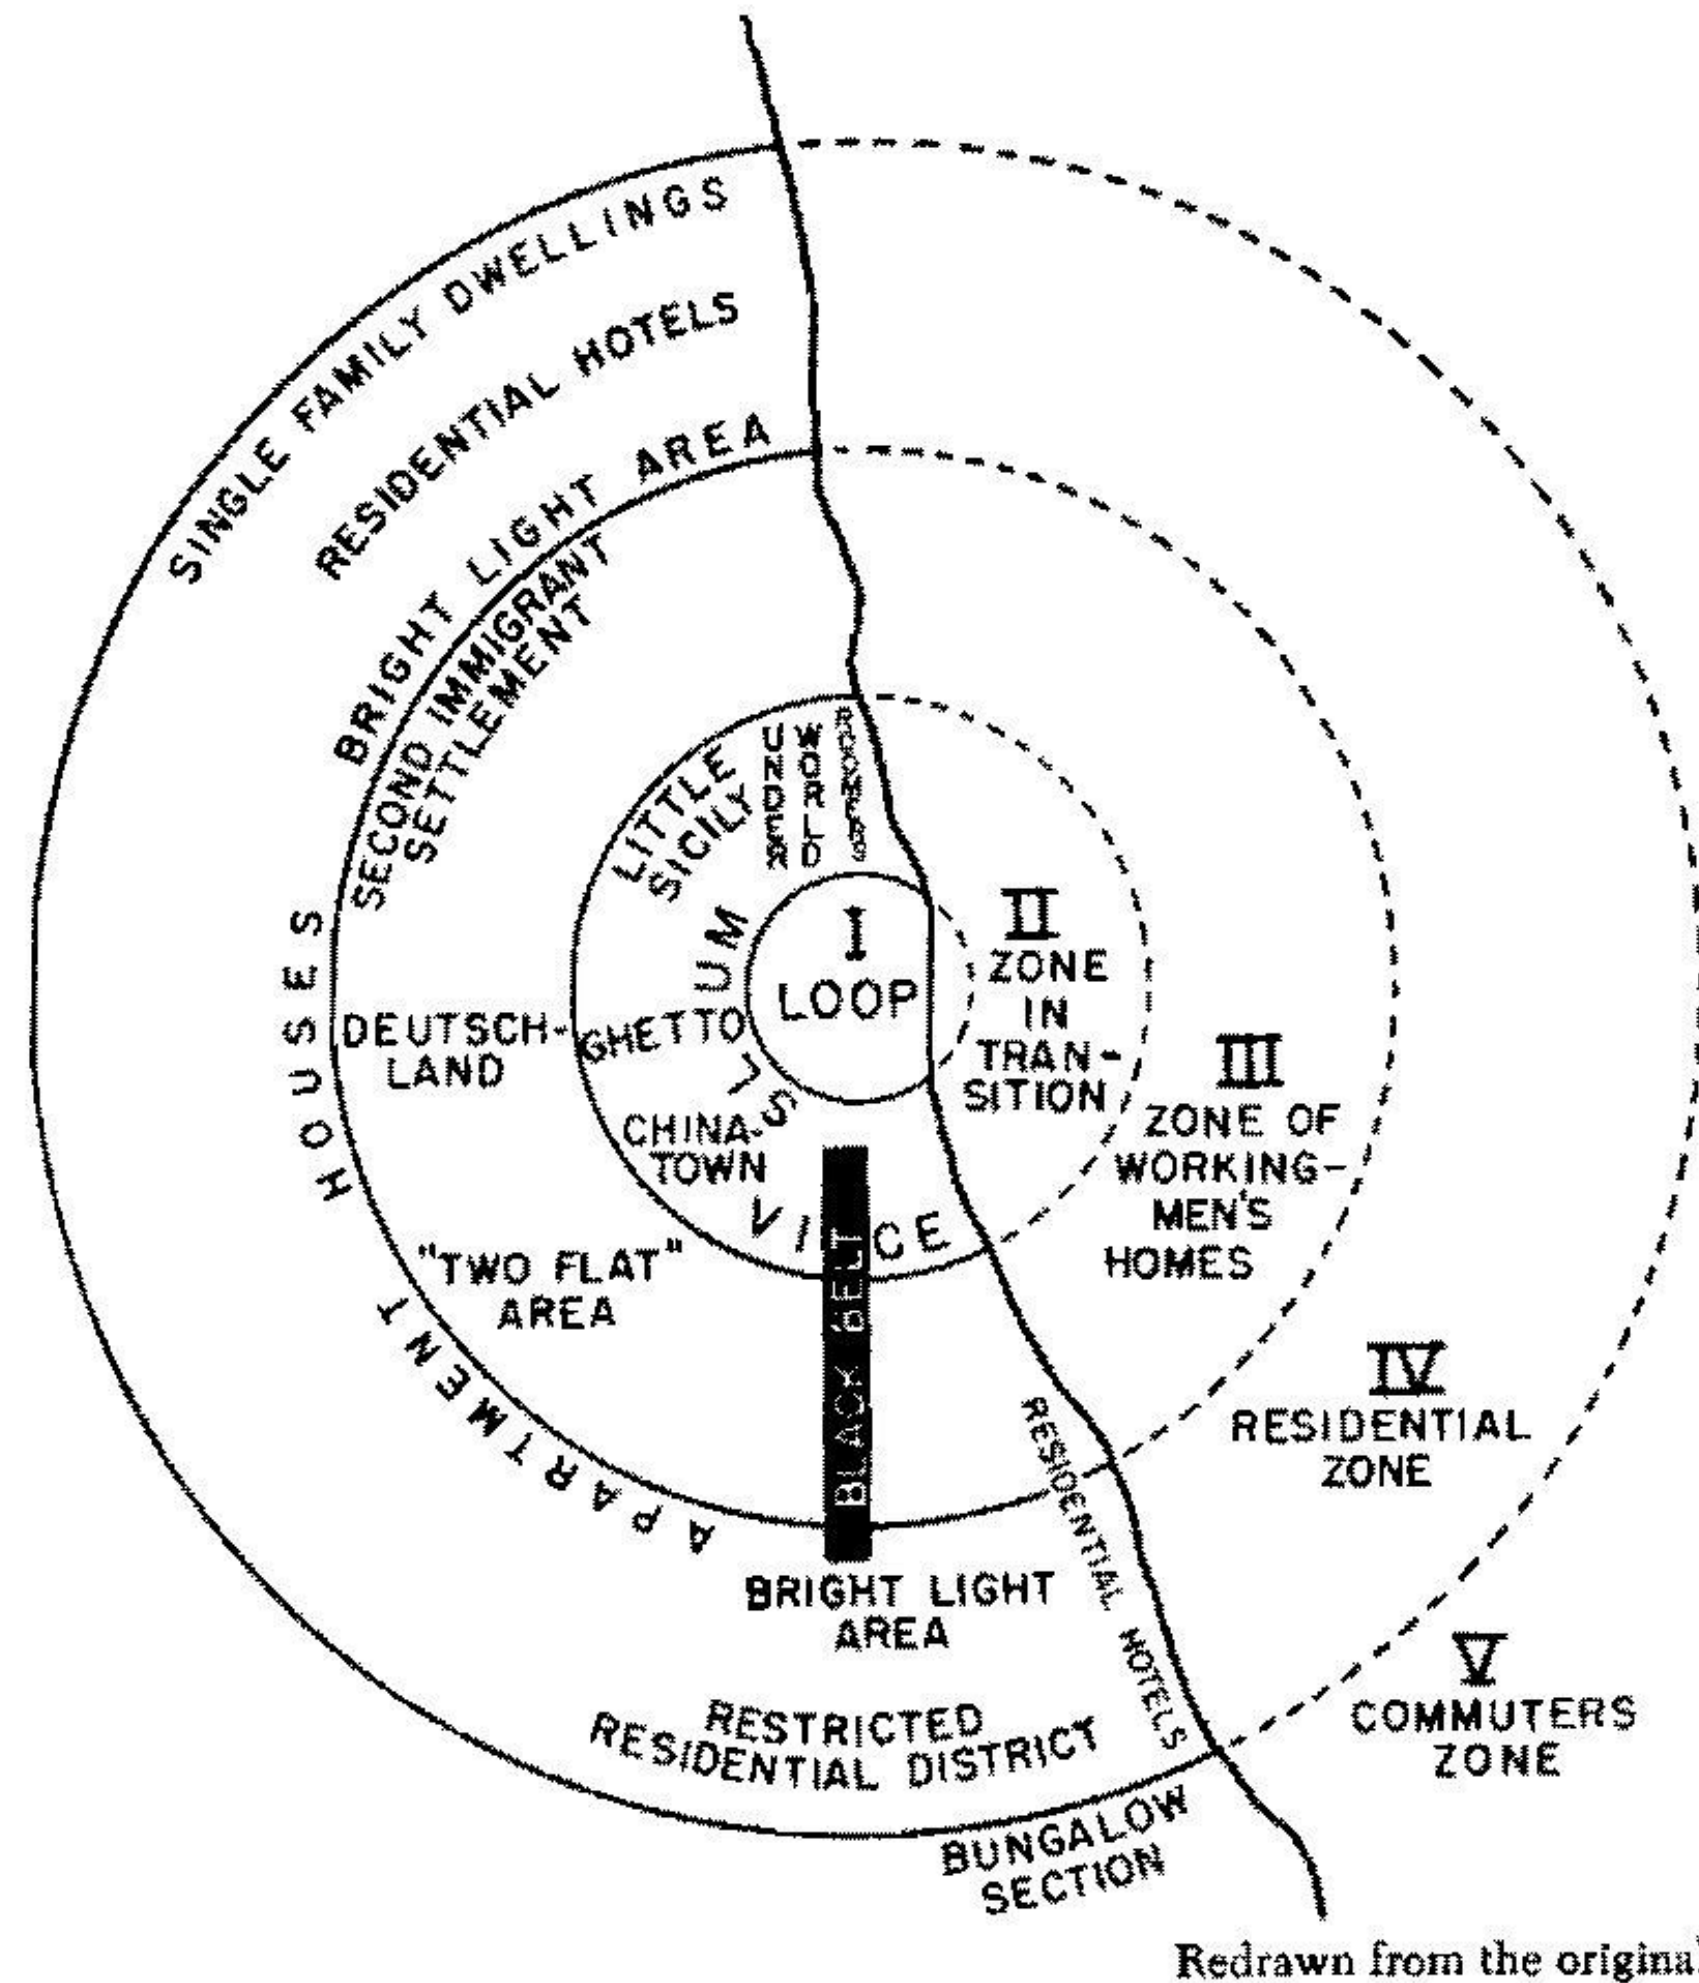 SINGLE FAMILY DWELLINGS
RESIDENTIAL HOTELS
BRIGHT LIGHT AREA
SECOND IMMIGRANT
SETTLEMENT
LITTLE
SICILY
UNDER
WORLD
ROOMERS
I
LOOP
II
ZONE
IN
TRAN-
SITION
SLUM
GHETTO
DEUTSCH-
LAND
CHINA-
TOWN
VICE
BLACK BELT
III
ZONE OF
WORKING-
MEN'S
HOMES
"TWO FLAT"
AREA
APARTMENT HOUSES
IV
RESIDENTIAL
ZONE
RESIDENTIAL HOTELS
BRIGHT LIGHT
AREA
RESTRICTED
RESIDENTIAL DISTRICT
V
COMMUTERS
ZONE
BUNGALOW
SECTION
Redrawn from the original